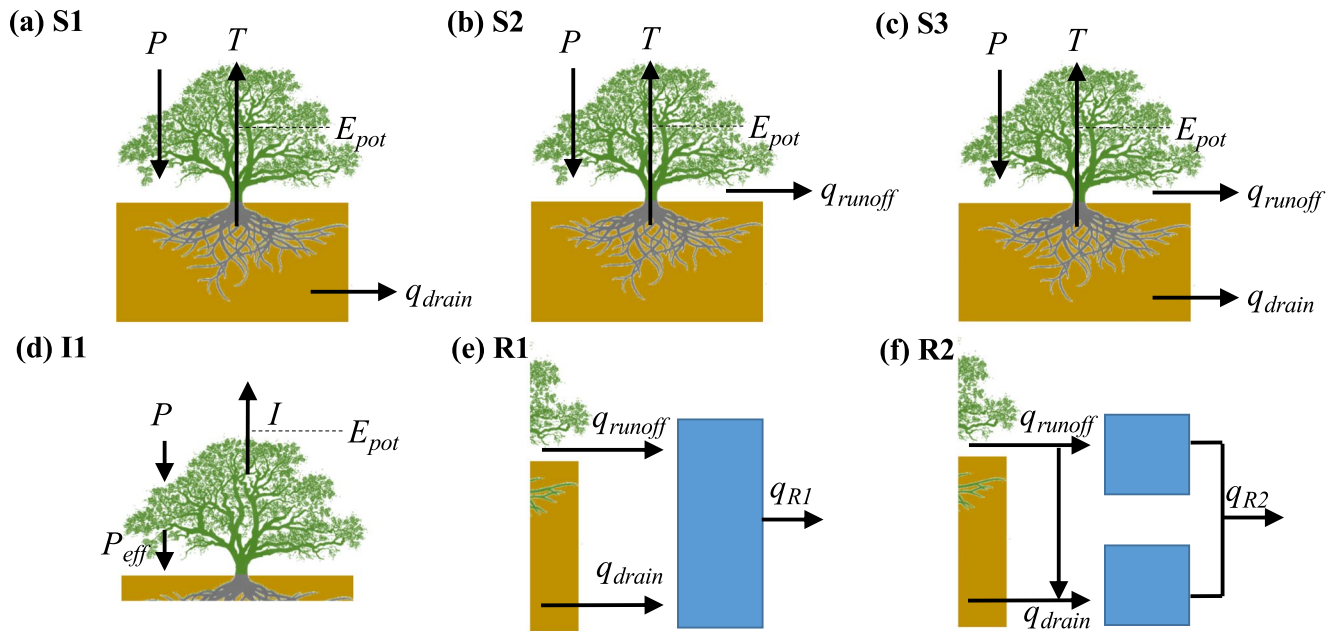 (a) S1
P
T
E_pot
q_drain
(b) S2
P
T
E_pot
q_runoff
(c) S3
P
T
E_pot
q_runoff
q_drain
(d) I1
P
I
E_pot
P_eff
(e) R1
q_runoff
q_R1
q_drain
(f) R2
q_runoff
q_R2
q_drain